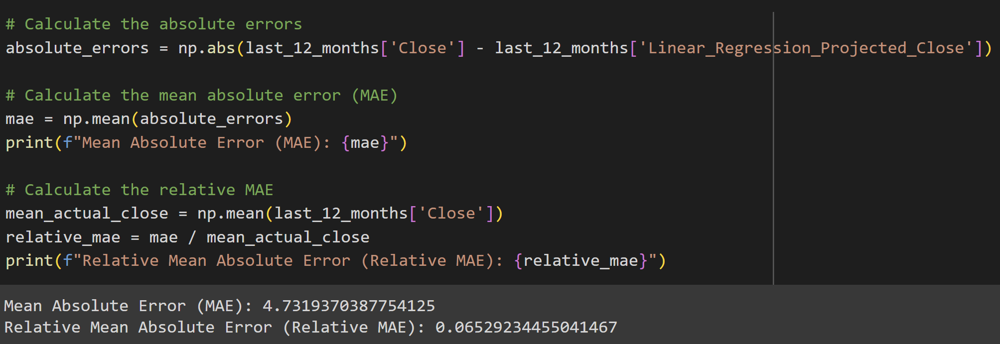 # Calculate the absolute errors
absolute_errors = np.abs(last_12_months['Close'] - last_12_months['Linear_Regression_Projected_Close'])
# Calculate the mean absolute error (MAE)
mae = np.mean(absolute_errors)
print(f"Mean Absolute Error (MAE): {mae}")
# Calculate the relative MAE
mean_actual_close = np.mean(last_12_months['Close'])
relative_mae = mae / mean_actual_close
print(f"Relative Mean Absolute Error (Relative MAE): {relative_mae}")
Mean Absolute Error (MAE): 4.7319370387754125
Relative Mean Absolute Error (Relative MAE): 0.06529234455041467